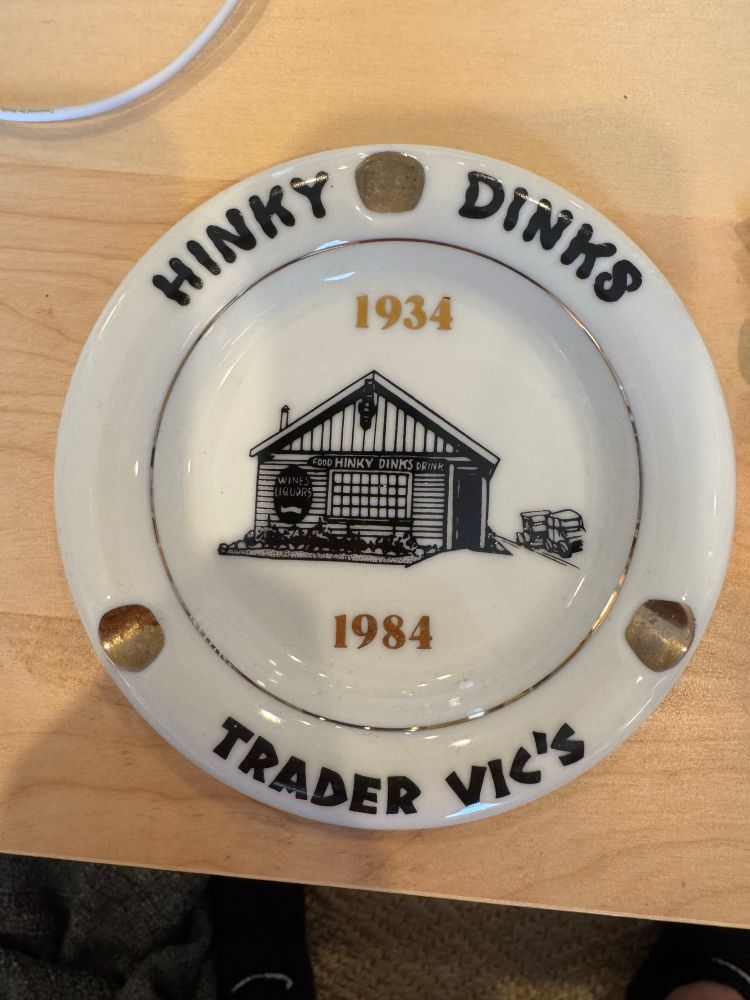 HINKY DINKS
1934
FOOD HINKY DINKS DRINK
WINES
LIQUORS
1984
TRADER VIC'S